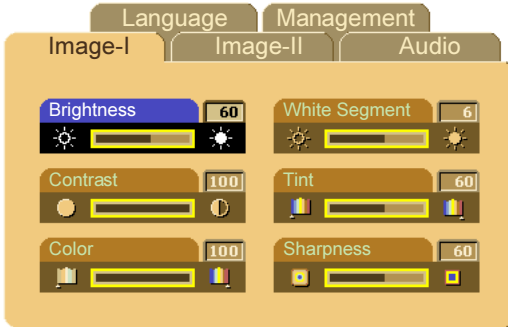 Language Management
Image-I Image-II Audio
Brightness 60 White Segment 6
Contrast 100 Tint 60
Color 100 Sharpness 60